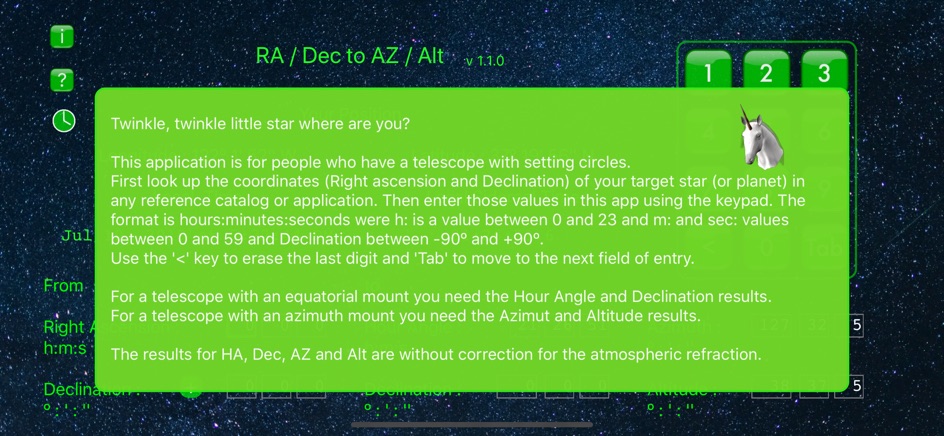 i
RA / Dec to AZ / Alt v 1.1.0
1 2 3
?
Twinkle, twinkle little star where are you?
This application is for people who have a telescope with setting circles.
First look up the coordinates (Right ascension and Declination) of your target star (or planet) in
any reference catalog or application. Then enter those values in this app using the keypad. The
format is hours:minutes:seconds were h: is a value between 0 and 23 and m: and sec: values
between 0 and 59 and Declination between -90º and +90º.
Use the '<' key to erase the last digit and 'Tab' to move to the next field of entry.
For a telescope with an equatorial mount you need the Hour Angle and Declination results.
For a telescope with an azimuth mount you need the Azimut and Altitude results.
The results for HA, Dec, AZ and Alt are without correction for the atmospheric refraction.
Jul
From
Right A
5
h:m:s
Declination :
Declination :
Altitude :
5
º : ' : "
º : ' : "
º : ' : "